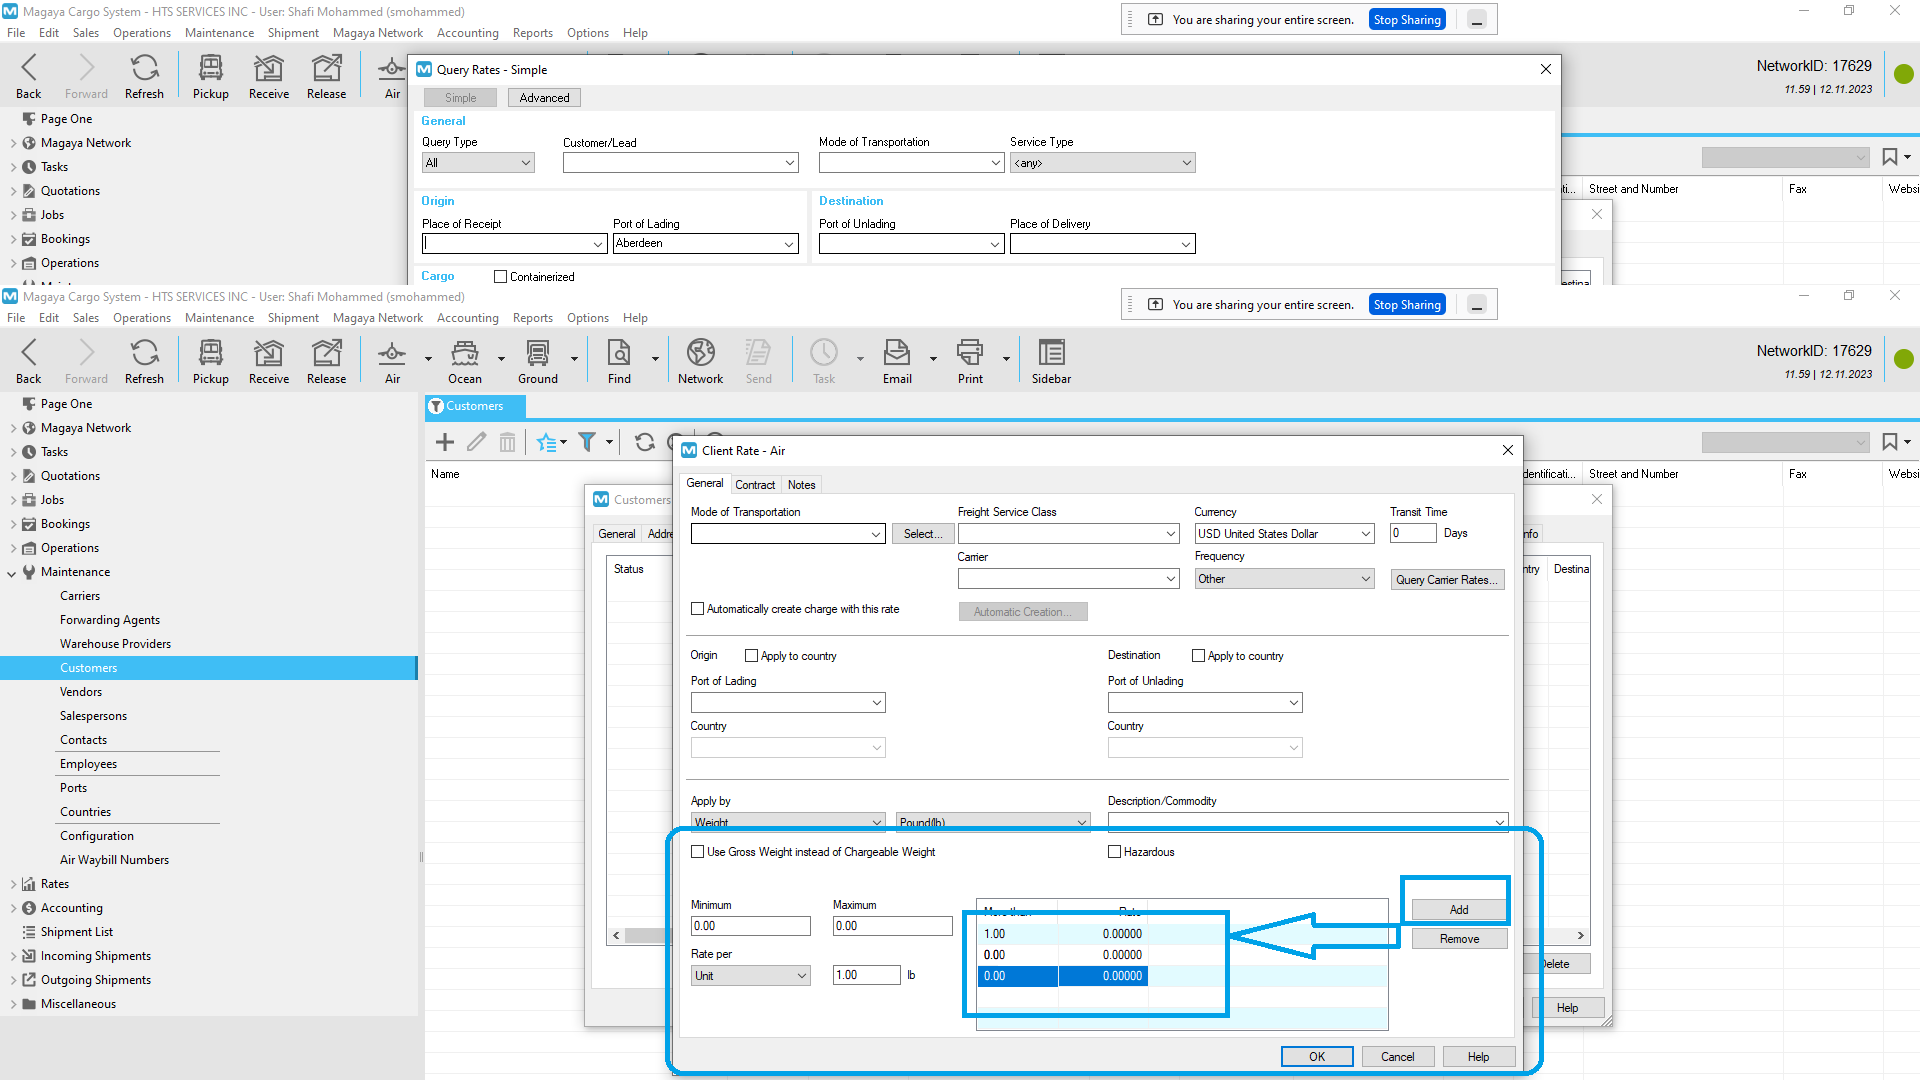 Magaya Cargo System - HTS SERVICES INC - User: Shafi Mohammed (smohammed)
You are sharing your entire screen. Stop Sharing
File Edit Sales Operations Maintenance Shipment Magaya Network Accounting Reports Options Help
Back Forward Refresh Pickup Receive Release Air
NetworkID: 17629
11.59 | 12.11.2023
Query Rates - Simple
Simple Advanced
General
Query Type Customer/Lead Mode of Transportation Service Type
All <any>
Origin Destination
Place of Receipt Port of Lading Port of Unlading Place of Delivery
Aberdeen
Cargo Containerized
Page One
Magaya Network
Tasks
Quotations
Jobs
Bookings
Operations
Street and Number Fax Websi
Magaya Cargo System - HTS SERVICES INC - User: Shafi Mohammed (smohammed)
You are sharing your entire screen. Stop Sharing
File Edit Sales Operations Maintenance Shipment Magaya Network Accounting Reports Options Help
Back Forward Refresh Pickup Receive Release Air Ocean Ground Find Network Send Task Email Print Sidebar
NetworkID: 17629
11.59 | 12.11.2023
Page One
Magaya Network
Tasks
Quotations
Jobs
Bookings
Operations
Maintenance
Carriers
Forwarding Agents
Warehouse Providers
Customers
Vendors
Salespersons
Contacts
Employees
Ports
Countries
Configuration
Air Waybill Numbers
Rates
Accounting
Shipment List
Incoming Shipments
Outgoing Shipments
Miscellaneous
Customers
Name dentificati... Street and Number Fax Websi
Customers
General Addre nfo
Status ntry Destina
Delete
Help
Client Rate - Air
General Contract Notes
Mode of Transportation Freight Service Class Currency Transit Time
Select... USD United States Dollar 0 Days
Carrier Frequency
Other Query Carrier Rates...
Automatically create charge with this rate Automatic Creation...
Origin Apply to country Destination Apply to country
Port of Lading Port of Unlading
Country Country
Apply by Description/Commodity
Weight Pound(lb)
Use Gross Weight instead of Chargeable Weight Hazardous
Minimum Maximum More than Rate Add
0.00 0.00 1.00 0.00000 Remove
Rate per 0.00 0.00000
Unit 1.00 lb 0.00 0.00000
OK Cancel Help